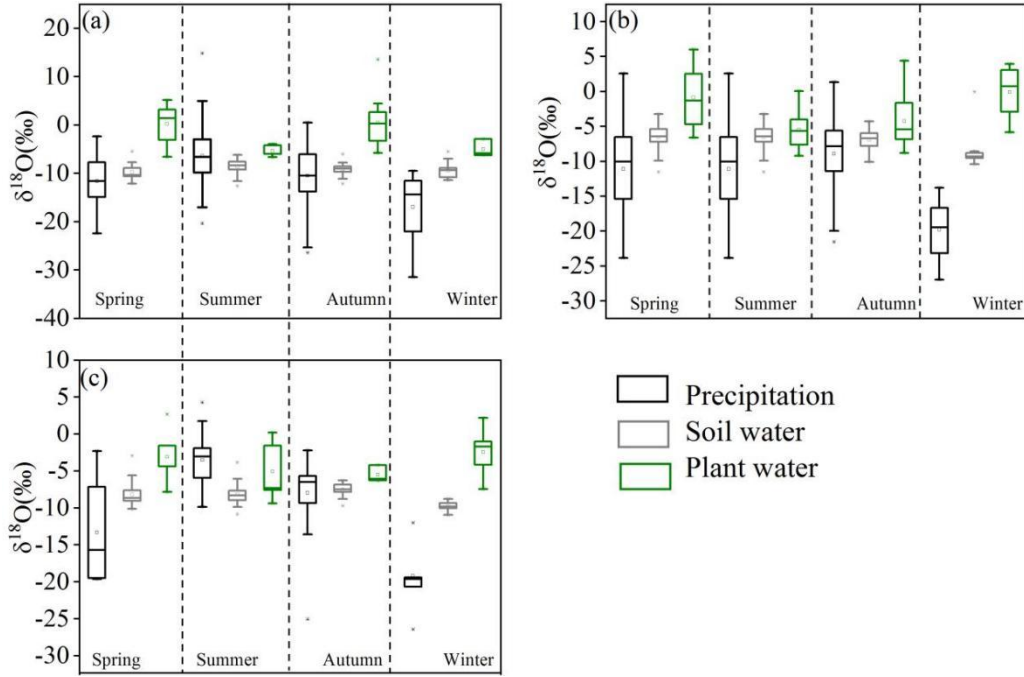 (a)
δ¹⁸O(‰)
20
10
0
-10
-20
-30
-40
Spring Summer Autumn Winter
(b)
δ¹⁸O(‰)
10
5
0
-5
-10
-15
-20
-25
-30
Spring Summer Autumn Winter
(c)
δ¹⁸O(‰)
10
5
0
-5
-10
-15
-20
-25
-30
Spring Summer Autumn Winter
Precipitation
Soil water
Plant water